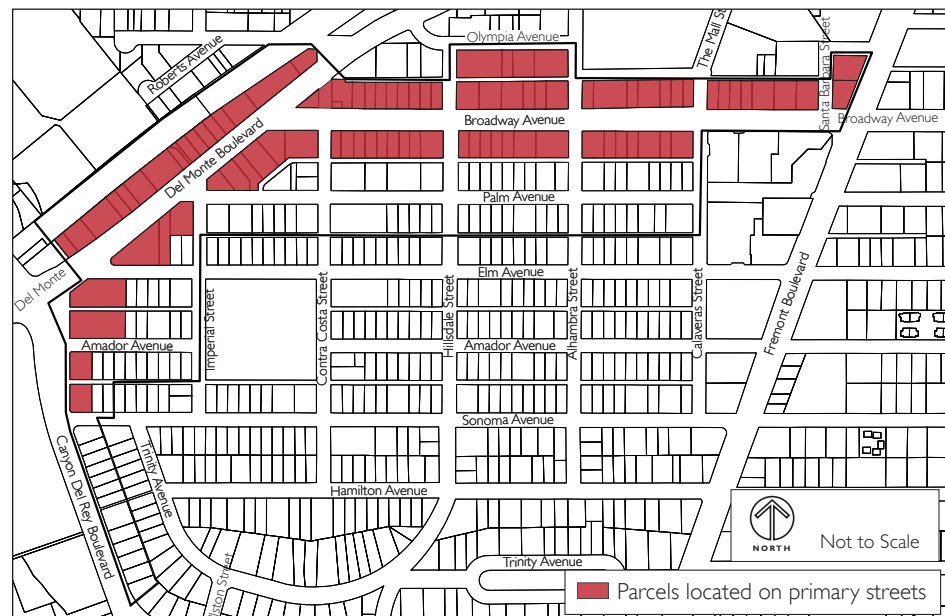 Olympia Avenue
The Mall St
Santa Barbara Street
Roberts Avenue
Broadway Avenue
Broadway Avenue
Del Monte Boulevard
Palm Avenue
Elm Avenue
Del Monte
Imperial Street
Contra Costa Street
Hillsdale Street
Alhambra Street
Calaveras Street
Fremont Boulevard
Amador Avenue
Amador Avenue
Sonoma Avenue
Canyon Del Rey Boulevard
Trinity Avenue
Hamilton Avenue
NORTH
Not to Scale
Trinity Avenue
lston Street
Parcels located on primary streets